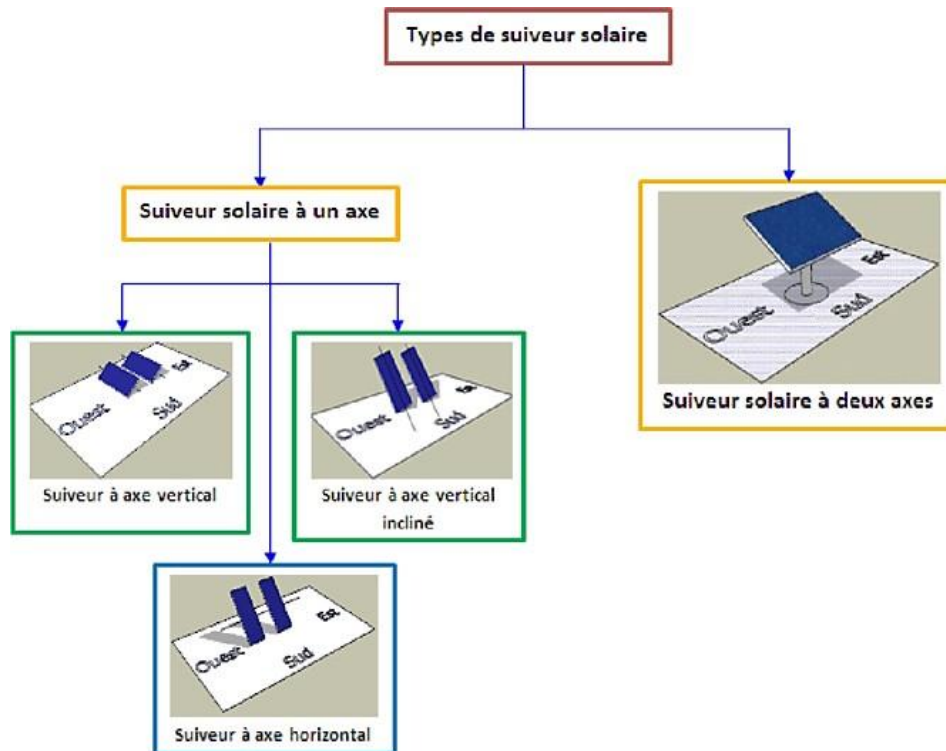 Types de suiveur solaire
Suiveur solaire à un axe
Ouest
Sud
Est
Suiveur solaire à deux axes
Ouest
Sud
Est
Suiveur à axe vertical
Ouest
Sud
Est
Suiveur à axe vertical
incliné
Ouest
Sud
Est
Suiveur à axe horizontal